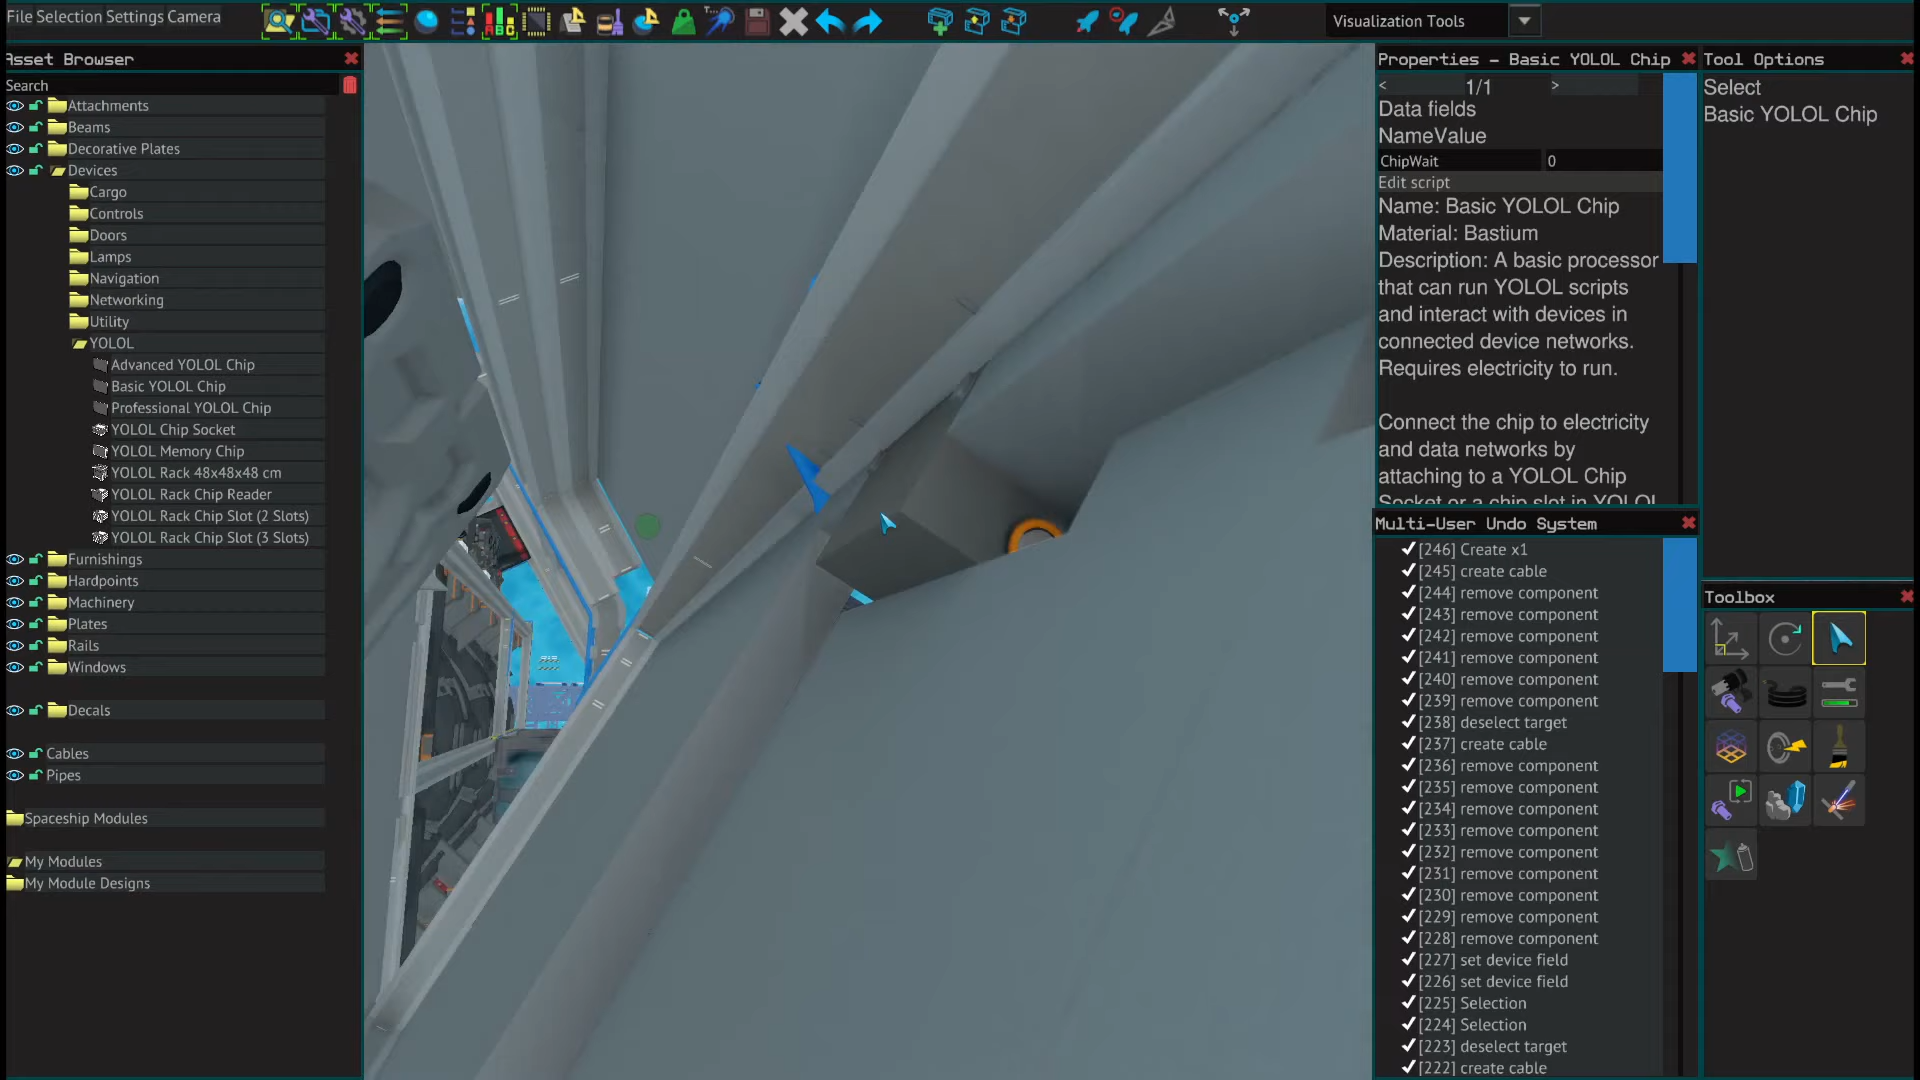 File Selection Settings Camera
Visualization Tools
Asset Browser
Search
Attachments
Beams
Decorative Plates
Devices
Cargo
Controls
Doors
Lamps
Navigation
Networking
Utility
YOLOL
Advanced YOLOL Chip
Basic YOLOL Chip
Professional YOLOL Chip
YOLOL Chip Socket
YOLOL Memory Chip
YOLOL Rack 48x48x48 cm
YOLOL Rack Chip Reader
YOLOL Rack Chip Slot (2 Slots)
YOLOL Rack Chip Slot (3 Slots)
Furnishings
Hardpoints
Machinery
Plates
Rails
Windows
Decals
Cables
Pipes
Spaceship Modules
My Modules
My Module Designs
Properties - Basic YOLOL Chip
< 1/1 >
Data fields
NameValue
ChipWait 0
Edit script
Name: Basic YOLOL Chip
Material: Bastium
Description: A basic processor
that can run YOLOL scripts
and interact with devices in
connected device networks.
Requires electricity to run.
Connect the chip to electricity
and data networks by
attaching to a YOLOL Chip
Socket or a chip slot in YOLOL
Multi-User Undo System
[246] Create x1
[245] create cable
[244] remove component
[243] remove component
[242] remove component
[241] remove component
[240] remove component
[239] remove component
[238] deselect target
[237] create cable
[236] remove component
[235] remove component
[234] remove component
[233] remove component
[232] remove component
[231] remove component
[230] remove component
[229] remove component
[228] remove component
[227] set device field
[226] set device field
[225] Selection
[224] Selection
[223] deselect target
[222] create cable
Tool Options
Select
Basic YOLOL Chip
Toolbox